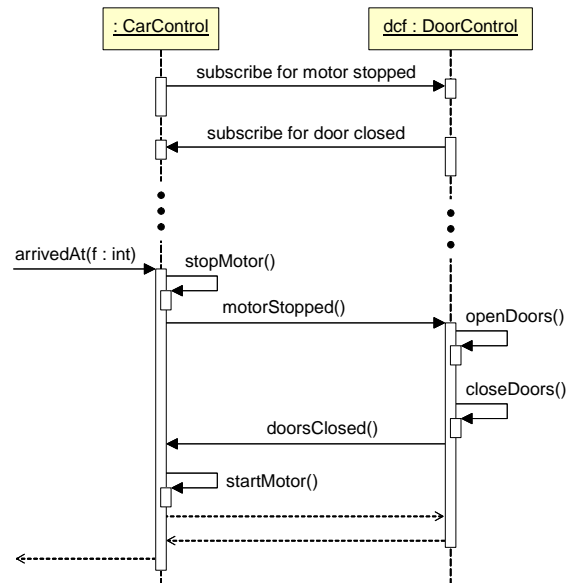 : CarControl
dcf : DoorControl
subscribe for motor stopped
subscribe for door closed
arrivedAt(f : int)
stopMotor()
motorStopped()
openDoors()
closeDoors()
doorsClosed()
startMotor()